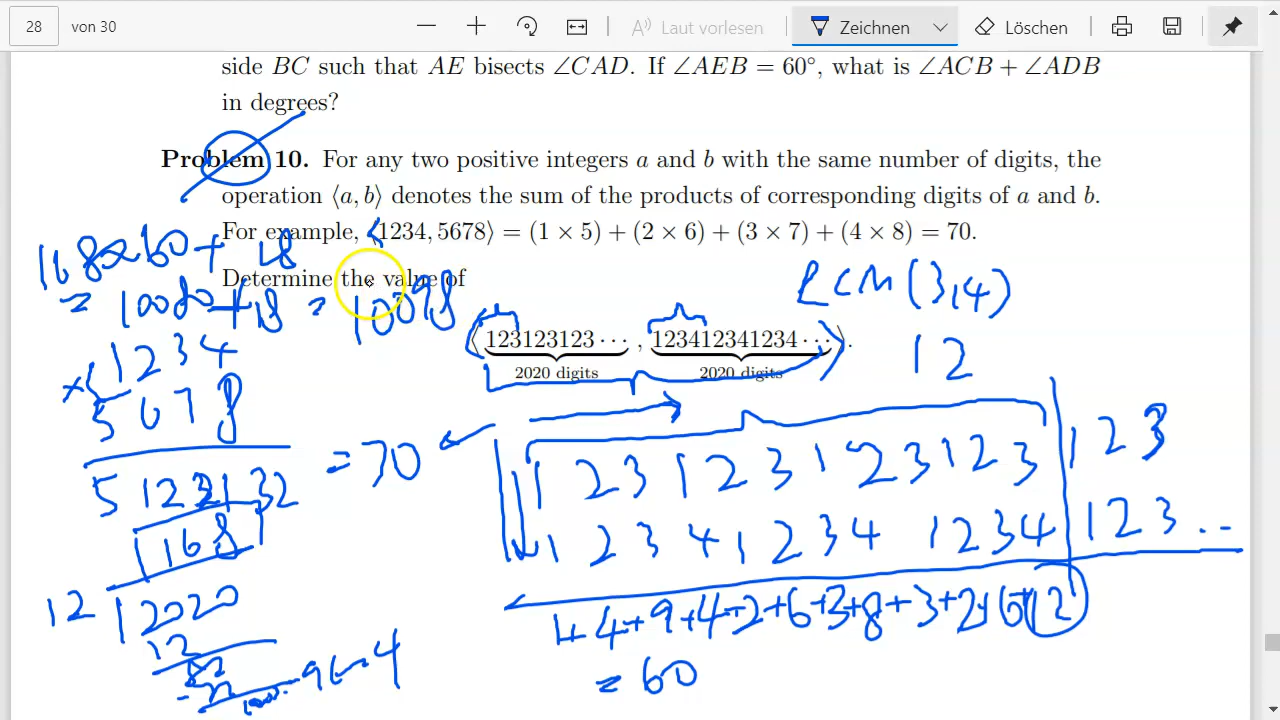 28 von 30 Laut vorlesen Zeichnen Löschen
side BC such that AE bisects ∠CAD. If ∠AEB = 60°, what is ∠ACB + ∠ADB
in degrees?
Problem 10. For any two positive integers a and b with the same number of digits, the
operation ⟨a, b⟩ denotes the sum of the products of corresponding digits of a and b.
For example, ⟨1234, 5678⟩ = (1 × 5) + (2 × 6) + (3 × 7) + (4 × 8) = 70.
168×60+18
Determine the value of
= 10080+18 = 10098
LCM(3,4)
12
⟨123123123⋯ , 123412341234⋯⟩.
2020 digits 2020 digits
×1234
5678
= 70
5 12 21 32
168
12 2020
12
96 4
1 2 3 1 2 3 1 2 3 1 2 3 1 2 3
1 2 3 4 1 2 3 4 1 2 3 4 1 2 3 ..
1+4+9+4+2+6+3+8+3+2+6+12
= 60